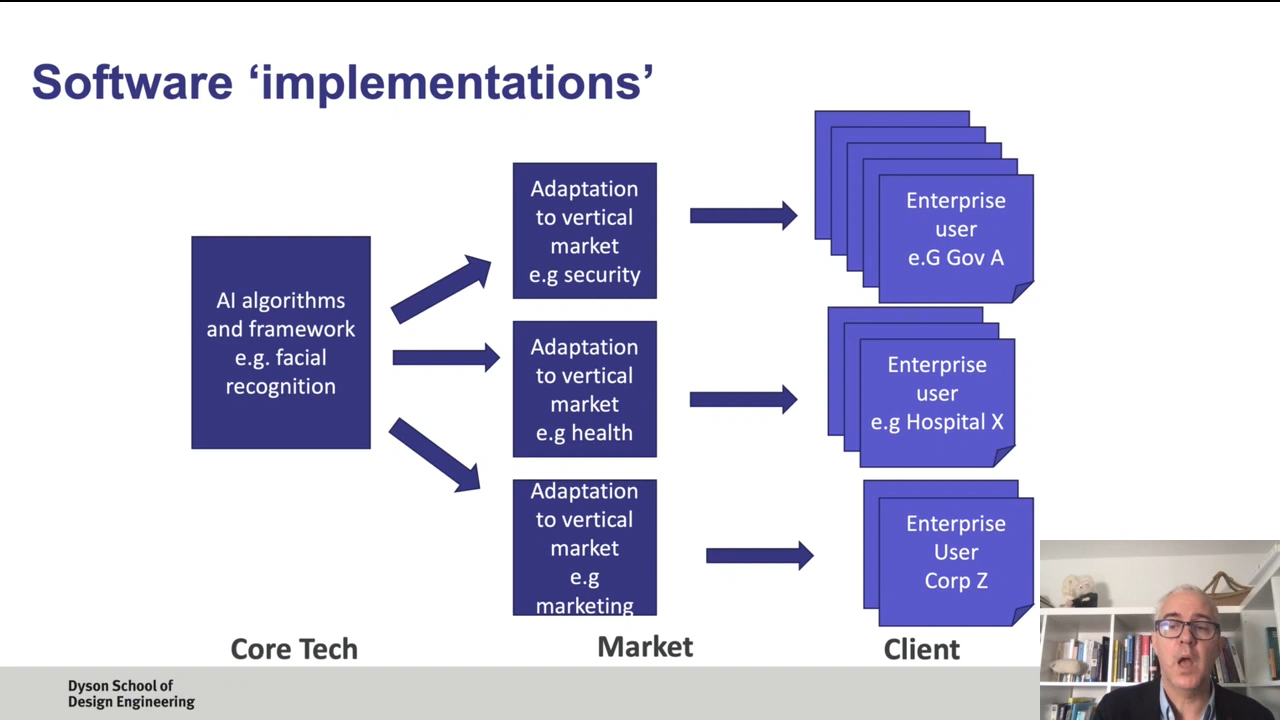 Software ‘implementations’
AI algorithms
and framework
e.g. facial
recognition
Adaptation
to vertical
market
e.g security
Adaptation
to vertical
market
e.g health
Adaptation
to vertical
market
e.g
marketing
Enterprise
user
e.G Gov A
Enterprise
user
e.g Hospital X
Enterprise
User
Corp Z
Core Tech
Market
Client
Dyson School of
Design Engineering